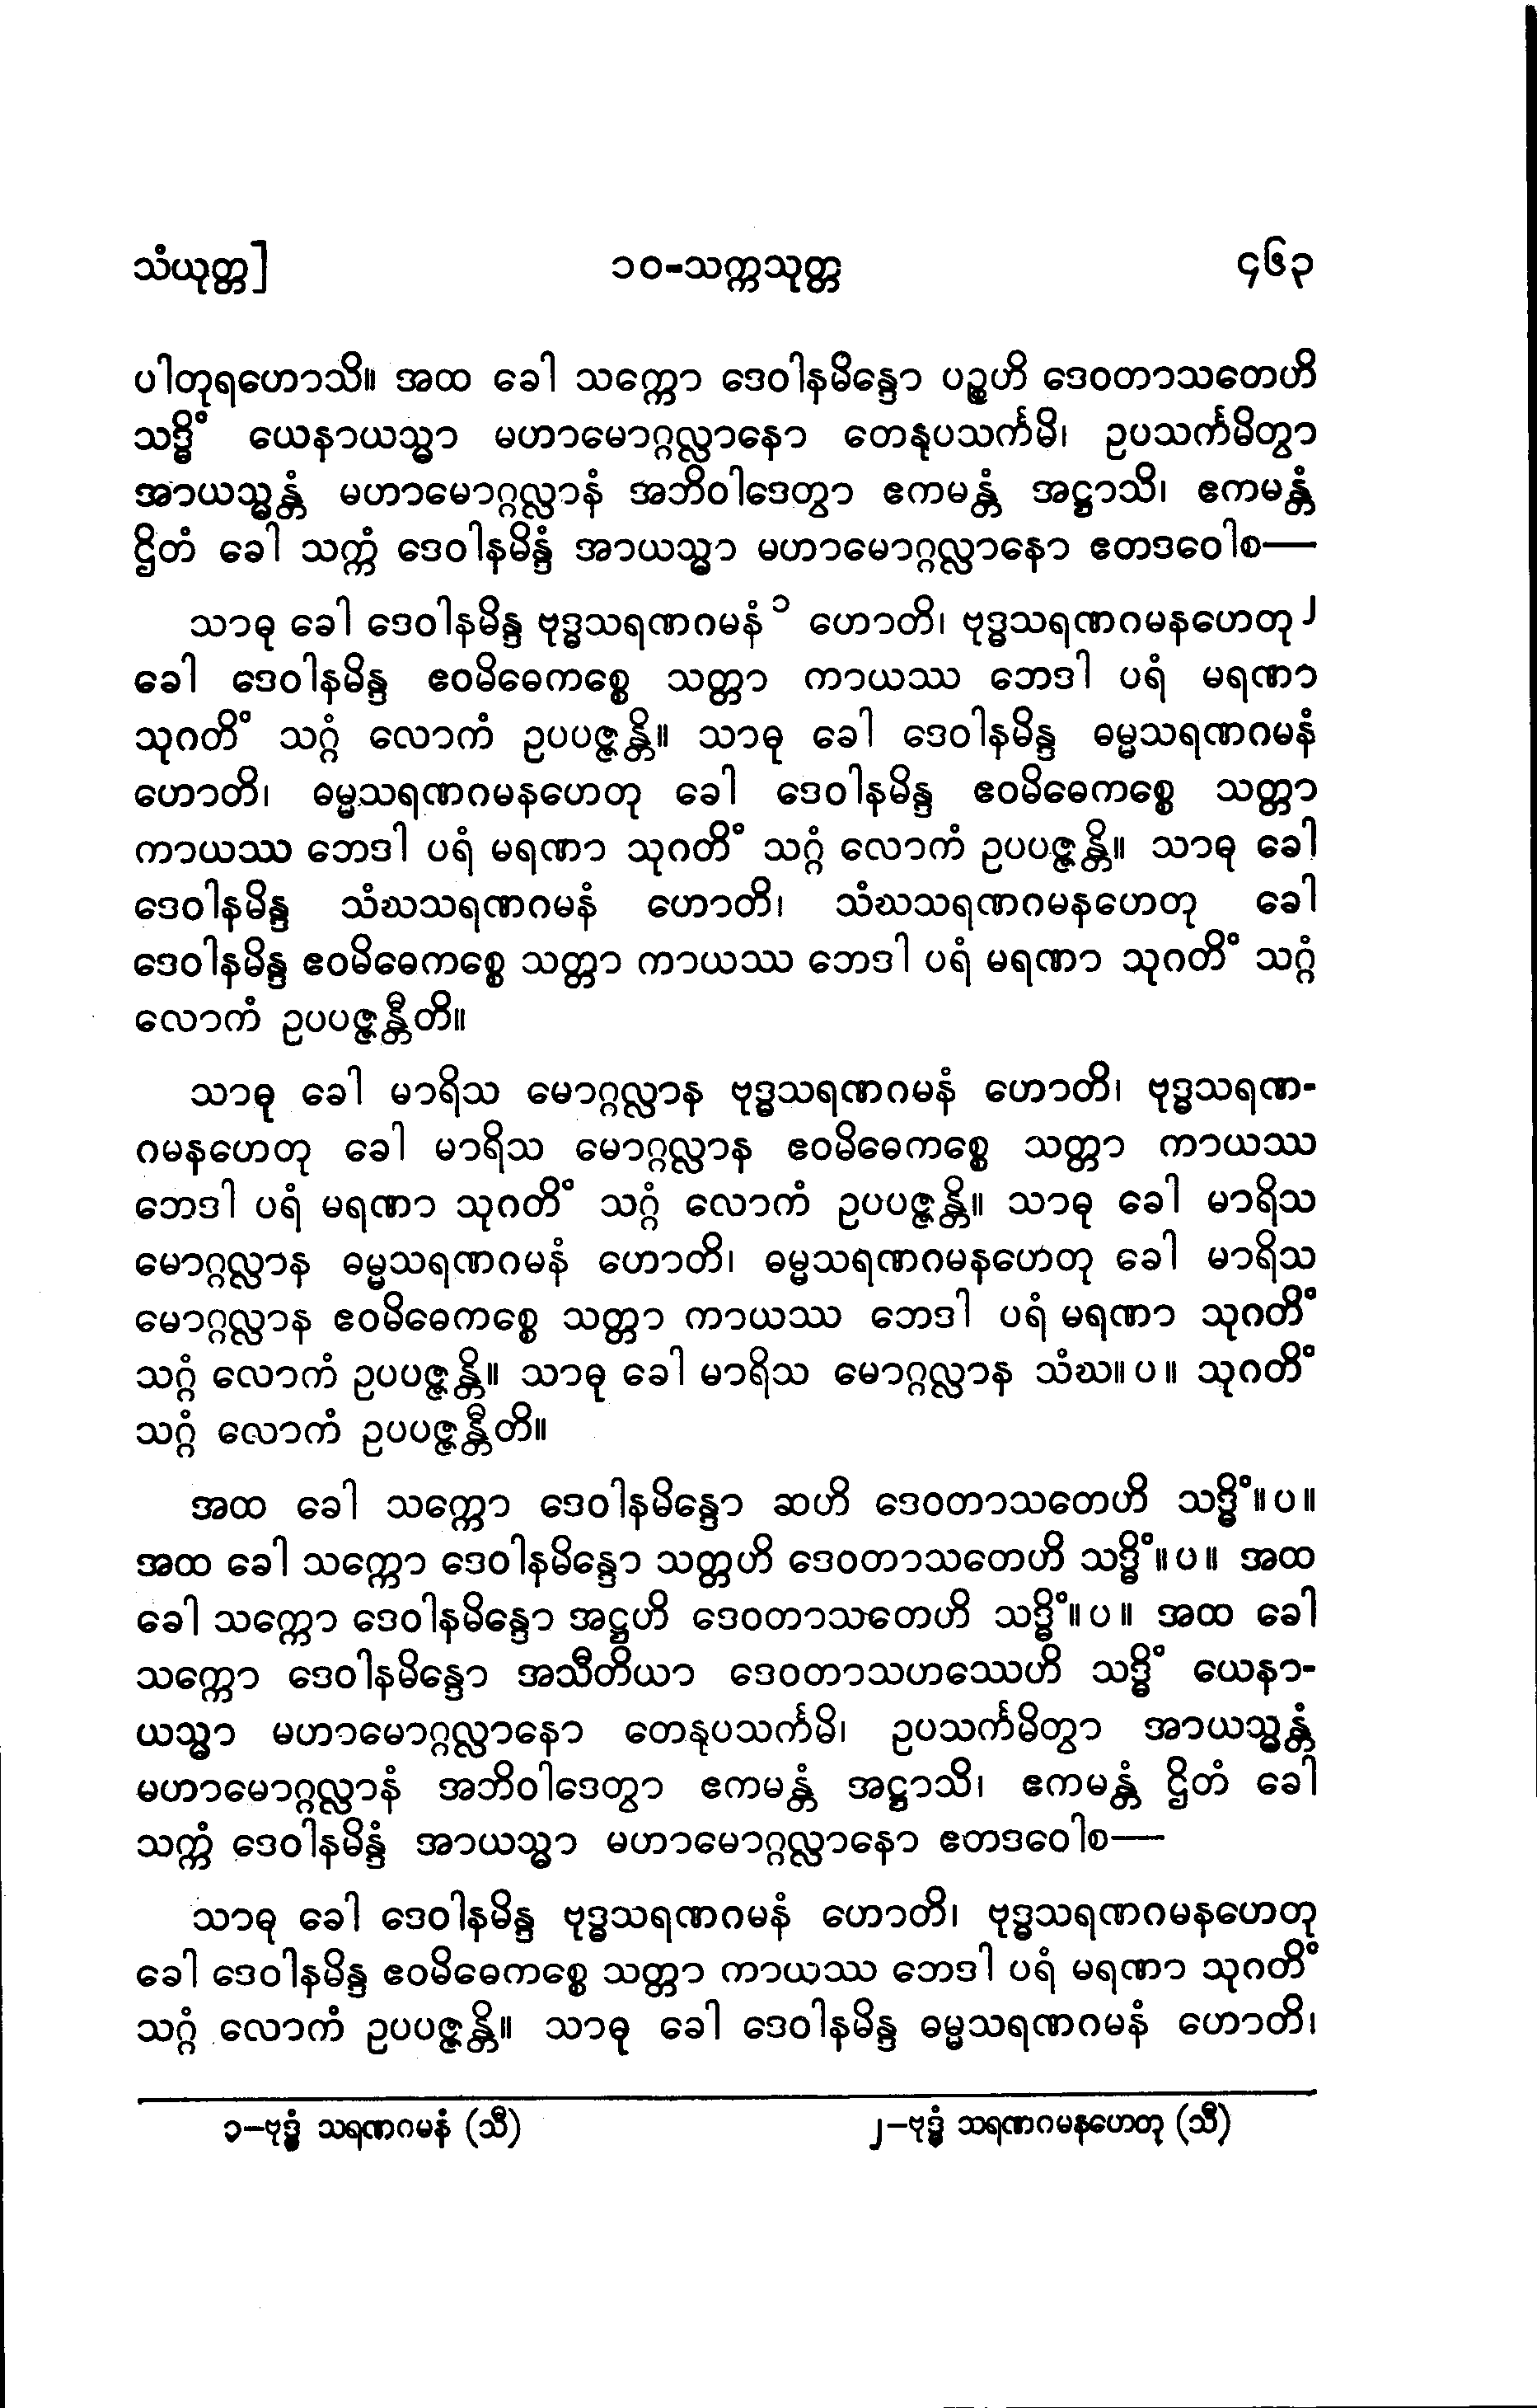 သံယုတ္တ] ၁၀-သက္ကသုတ္တ ၄၆၃
ပါတုရဟောသိ။ အထ ခေါ သက္ကော ဒေဝါနမိန္ဒော ပဉ္စဟိ ဒေဝတာသတေဟိ
သဒ္ဓိံ ယေနာယသ္မာ မဟာမောဂ္ဂလ္လာနော တေနုပသင်္ကမိ၊ ဥပသင်္ကမိတွာ
အာယသ္မန္တံ မဟာမောဂ္ဂလ္လာနံ အဘိဝါဒေတွာ ဧကမန္တံ အဋ္ဌာသိ၊ ဧကမန္တံ
ဌိတံ ခေါ သက္ကံ ဒေဝါနမိန္ဒံ အာယသ္မာ မဟာမောဂ္ဂလ္လာနော ဧတဒဝေါစ—
သာဓု ခေါ ဒေဝါနမိန္ဒ ဗုဒ္ဓသရဏဂမနံ ၁ ဟောတိ၊ ဗုဒ္ဓသရဏဂမနဟေတု ၂
ခေါ ဒေဝါနမိန္ဒ ဧဝမိဓေကစ္စေ သတ္တာ ကာယဿ ဘေဒါ ပရံ မရဏာ
သုဂတိံ သဂ္ဂံ လောကံ ဥပပဇ္ဇန္တိ။ သာဓု ခေါ ဒေဝါနမိန္ဒ ဓမ္မသရဏဂမနံ
ဟောတိ၊ ဓမ္မသရဏဂမနဟေတု ခေါ ဒေဝါနမိန္ဒ ဧဝမိဓေကစ္စေ သတ္တာ
ကာယဿ ဘေဒါ ပရံ မရဏာ သုဂတိံ သဂ္ဂံ လောကံ ဥပပဇ္ဇန္တိ။ သာဓု ခေါ
ဒေဝါနမိန္ဒ သံဃသရဏဂမနံ ဟောတိ၊ သံဃသရဏဂမနဟေတု ခေါ
ဒေဝါနမိန္ဒ ဧဝမိဓေကစ္စေ သတ္တာ ကာယဿ ဘေဒါ ပရံ မရဏာ သုဂတိံ သဂ္ဂံ
လောကံ ဥပပဇ္ဇန္တီတိ။
သာဓု ခေါ မာရိသ မောဂ္ဂလ္လာန ဗုဒ္ဓသရဏဂမနံ ဟောတိ၊ ဗုဒ္ဓသရဏ-
ဂမနဟေတု ခေါ မာရိသ မောဂ္ဂလ္လာန ဧဝမိဓေကစ္စေ သတ္တာ ကာယဿ
ဘေဒါ ပရံ မရဏာ သုဂတိံ သဂ္ဂံ လောကံ ဥပပဇ္ဇန္တိ။ သာဓု ခေါ မာရိသ
မောဂ္ဂလ္လာန ဓမ္မသရဏဂမနံ ဟောတိ၊ ဓမ္မသရဏဂမနဟေတု ခေါ မာရိသ
မောဂ္ဂလ္လာန ဧဝမိဓေကစ္စေ သတ္တာ ကာယဿ ဘေဒါ ပရံ မရဏာ သုဂတိံ
သဂ္ဂံ လောကံ ဥပပဇ္ဇန္တိ။ သာဓု ခေါ မာရိသ မောဂ္ဂလ္လာန သံဃ။ ပ။ သုဂတိံ
သဂ္ဂံ လောကံ ဥပပဇ္ဇန္တီတိ။
အထ ခေါ သက္ကော ဒေဝါနမိန္ဒော ဆဟိ ဒေဝတာသတေဟိ သဒ္ဓိံ။ ပ။
အထ ခေါ သက္ကော ဒေဝါနမိန္ဒော သတ္တဟိ ဒေဝတာသတေဟိ သဒ္ဓိံ။ ပ။ အထ
ခေါ သက္ကော ဒေဝါနမိန္ဒော အဋ္ဌဟိ ဒေဝတာသတေဟိ သဒ္ဓိံ။ ပ။ အထ ခေါ
သက္ကော ဒေဝါနမိန္ဒော အသီတိယာ ဒေဝတာသဟဿေဟိ သဒ္ဓိံ ယေနာ-
ယသ္မာ မဟာမောဂ္ဂလ္လာနော တေနုပသင်္ကမိ၊ ဥပသင်္ကမိတွာ အာယသ္မန္တံ
မဟာမောဂ္ဂလ္လာနံ အဘိဝါဒေတွာ ဧကမန္တံ အဋ္ဌာသိ၊ ဧကမန္တံ ဌိတံ ခေါ
သက္ကံ ဒေဝါနမိန္ဒံ အာယသ္မာ မဟာမောဂ္ဂလ္လာနော ဧတဒဝေါစ—
သာဓု ခေါ ဒေဝါနမိန္ဒ ဗုဒ္ဓသရဏဂမနံ ဟောတိ၊ ဗုဒ္ဓသရဏဂမနဟေတု
ခေါ ဒေဝါနမိန္ဒ ဧဝမိဓေကစ္စေ သတ္တာ ကာယဿ ဘေဒါ ပရံ မရဏာ သုဂတိံ
သဂ္ဂံ လောကံ ဥပပဇ္ဇန္တိ။ သာဓု ခေါ ဒေဝါနမိန္ဒ ဓမ္မသရဏဂမနံ ဟောတိ၊
၁—ဗုဒ္ဓံ သရဏဂမနံ (သီ) ၂—ဗုဒ္ဓံ သရဏဂမနဟေတု (သီ)